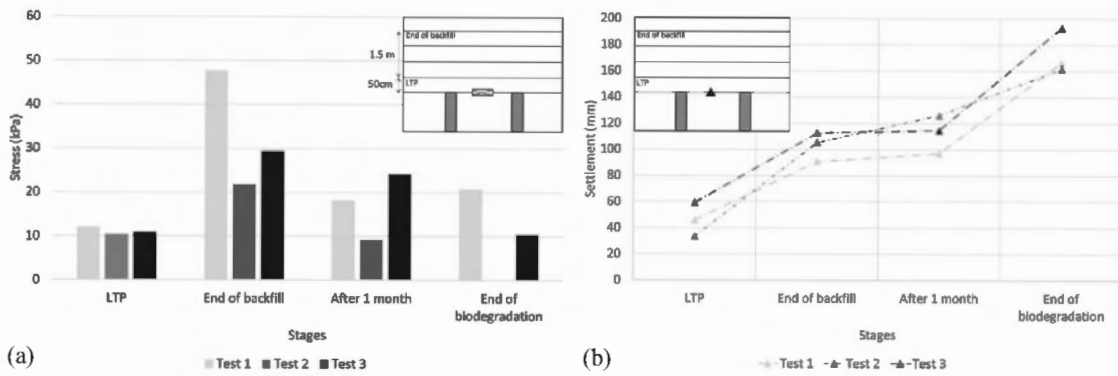 60
50
40
30
20
10
0
Stress (kPa)
End of backfill
1.5 m
LTP
50cm
LTP
End of backfill
After 1 month
End of
biodegradation
Stages
Test 1
Test 2
Test 3
(a)
200
180
160
140
120
100
80
60
40
20
0
Settlement (mm)
End of backfill
LTP
LTP
End of backfill
After 1 month
End of
biodegradation
Stages
Test 1
Test 2
Test 3
(b)